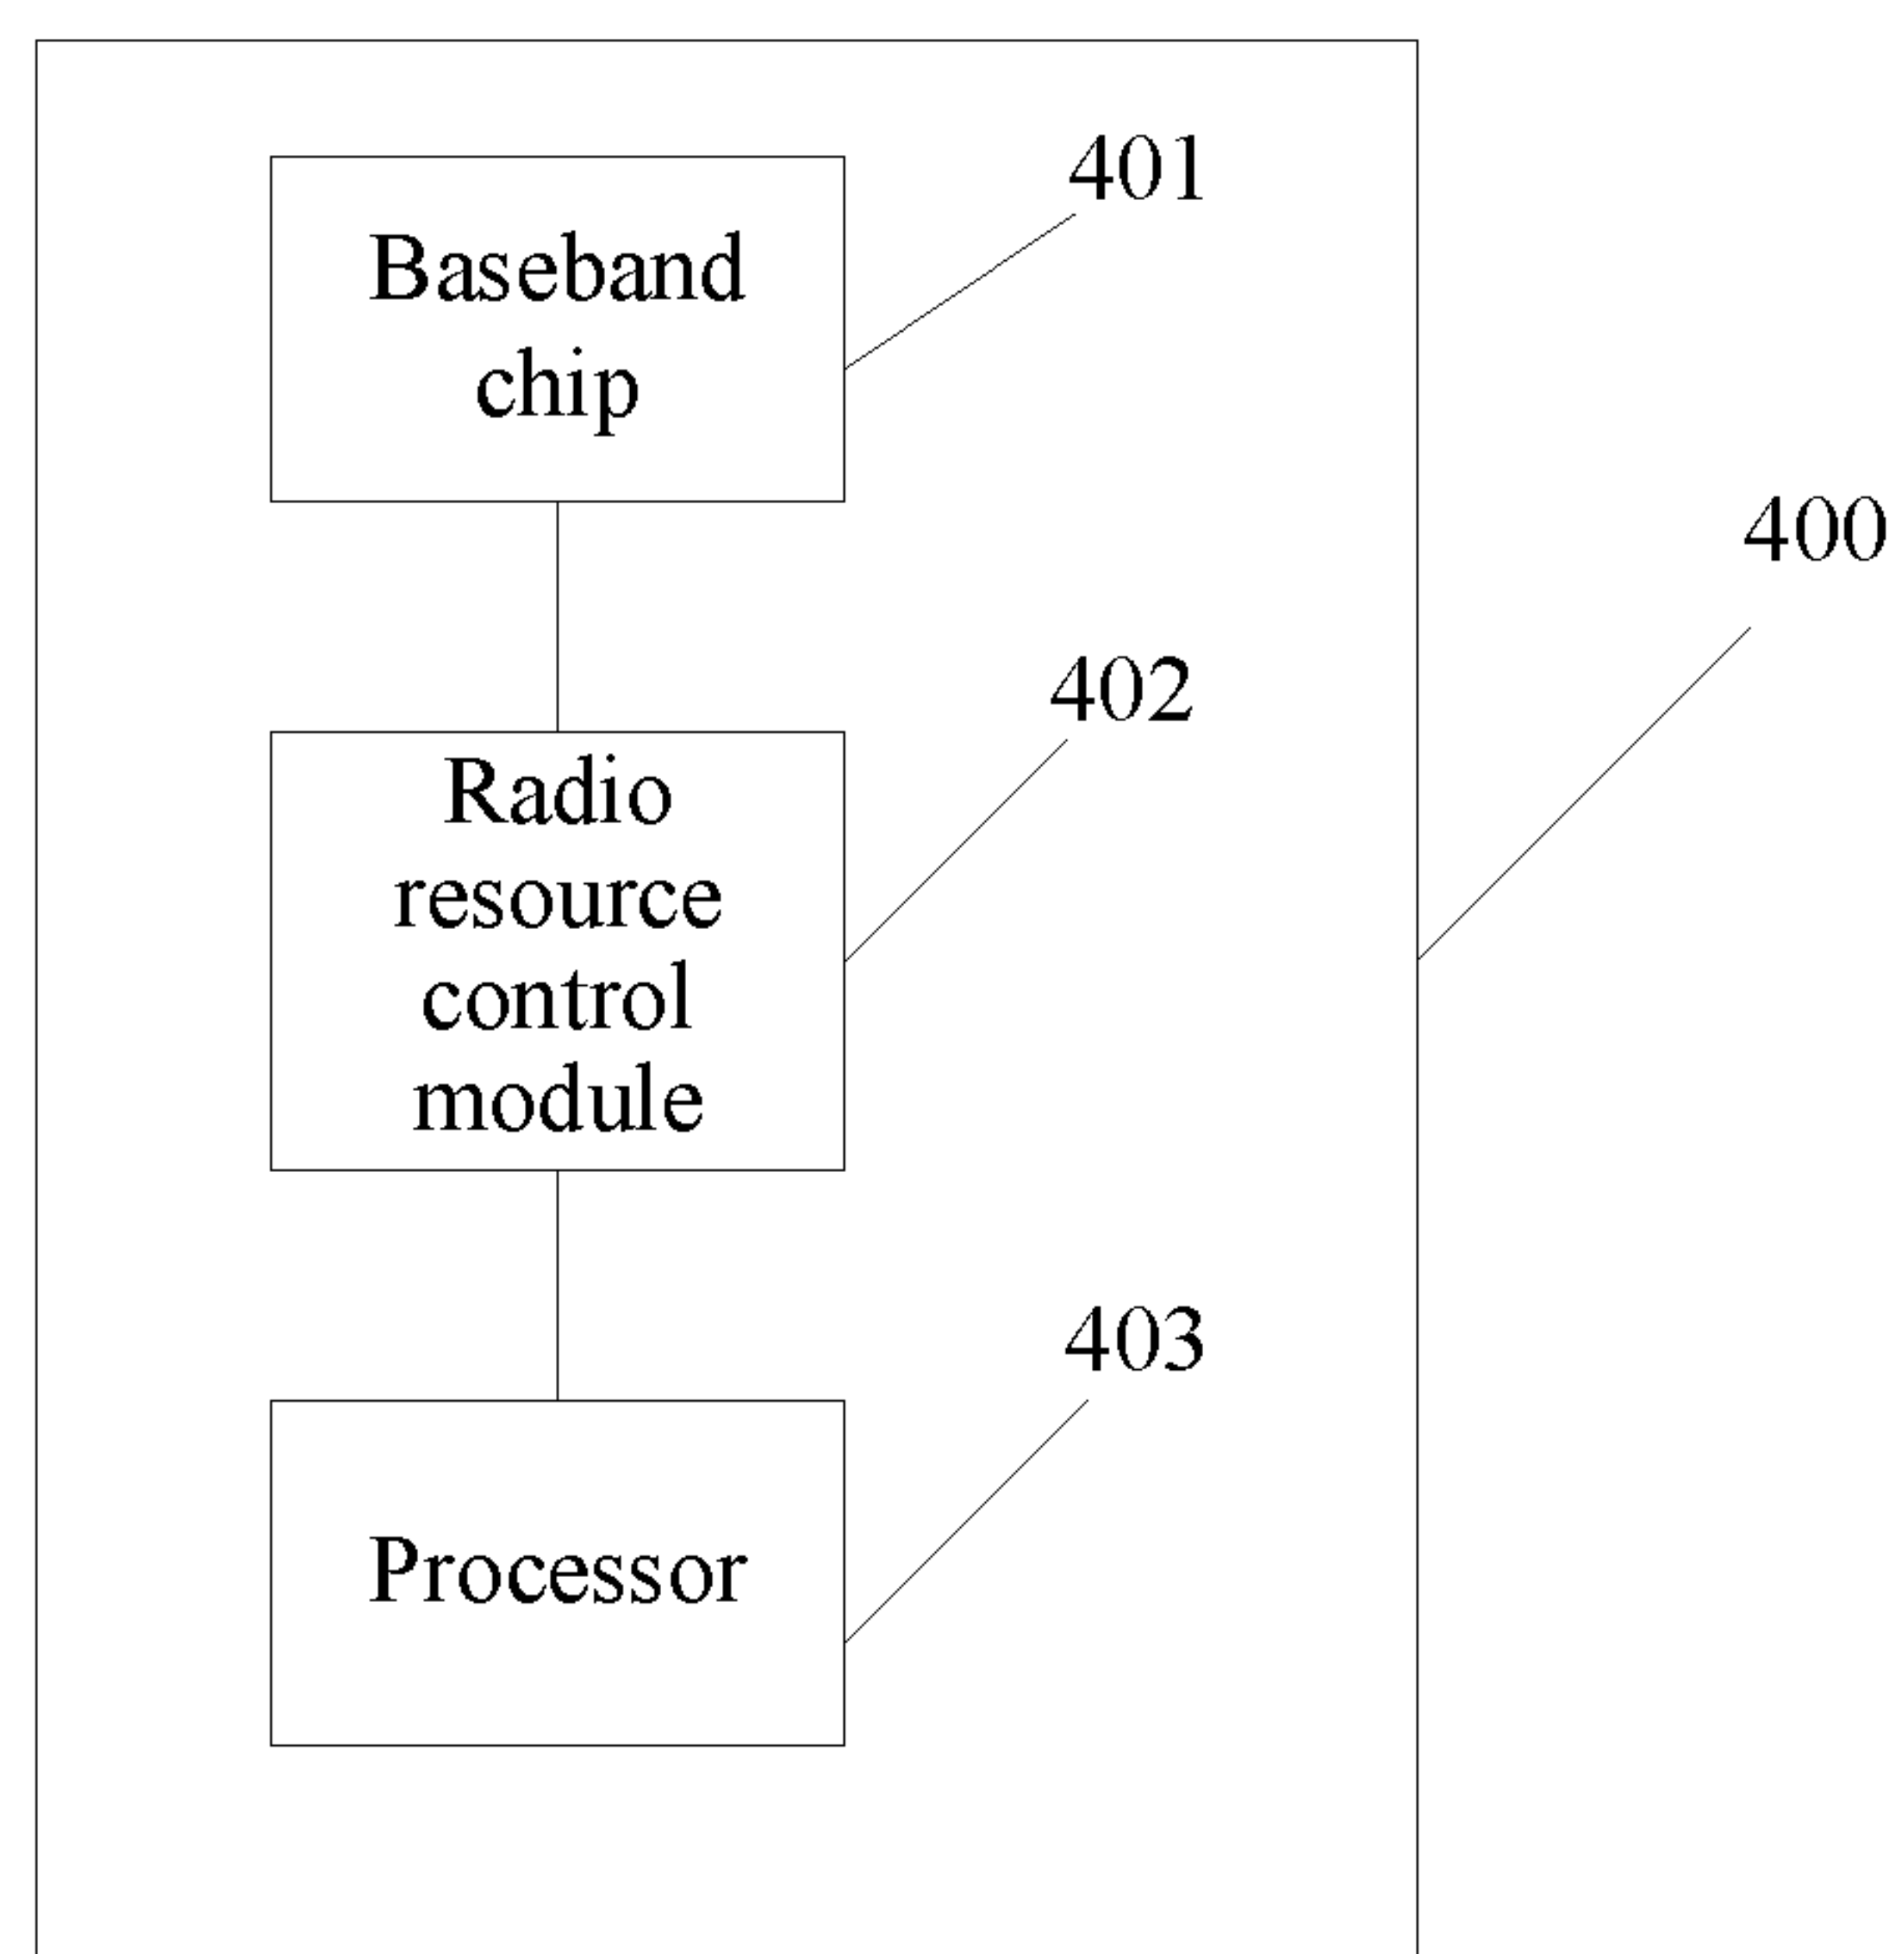 401
Baseband
chip
400
402
Radio
resource
control
module
403
Processor